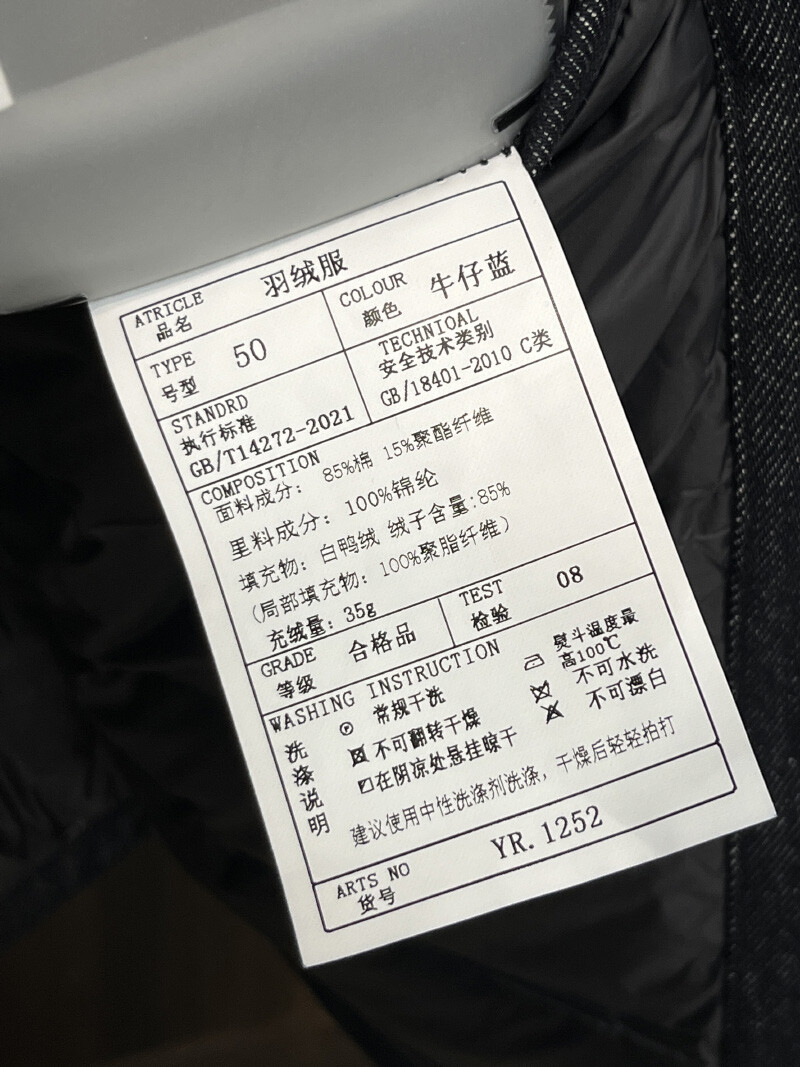 ATRICLE
品名
羽绒服
COLOUR
颜色
牛仔蓝
TYPE
号型
50
TECHNIOAL
安全技术类别
GB/18401-2010 C类
STANDRD
执行标准
GB/T14272-2021
COMPOSITION
面料成分: 85%棉 15%聚酯纤维
里料成分: 100%锦纶
填充物: 白鸭绒 绒子含量:85%
(局部填充物: 100%聚脂纤维)
充绒量: 35g
GRADE
等级
合格品
TEST
检验
08
WASHING INSTRUCTION
洗涤说明
P 常规干洗
熨斗温度最高100℃
不可翻转干燥
不可水洗
在阴凉处悬挂晾干
不可漂白
建议使用中性洗涤剂洗涤, 干燥后轻轻拍打
ARTS NO
货号
YR.1252